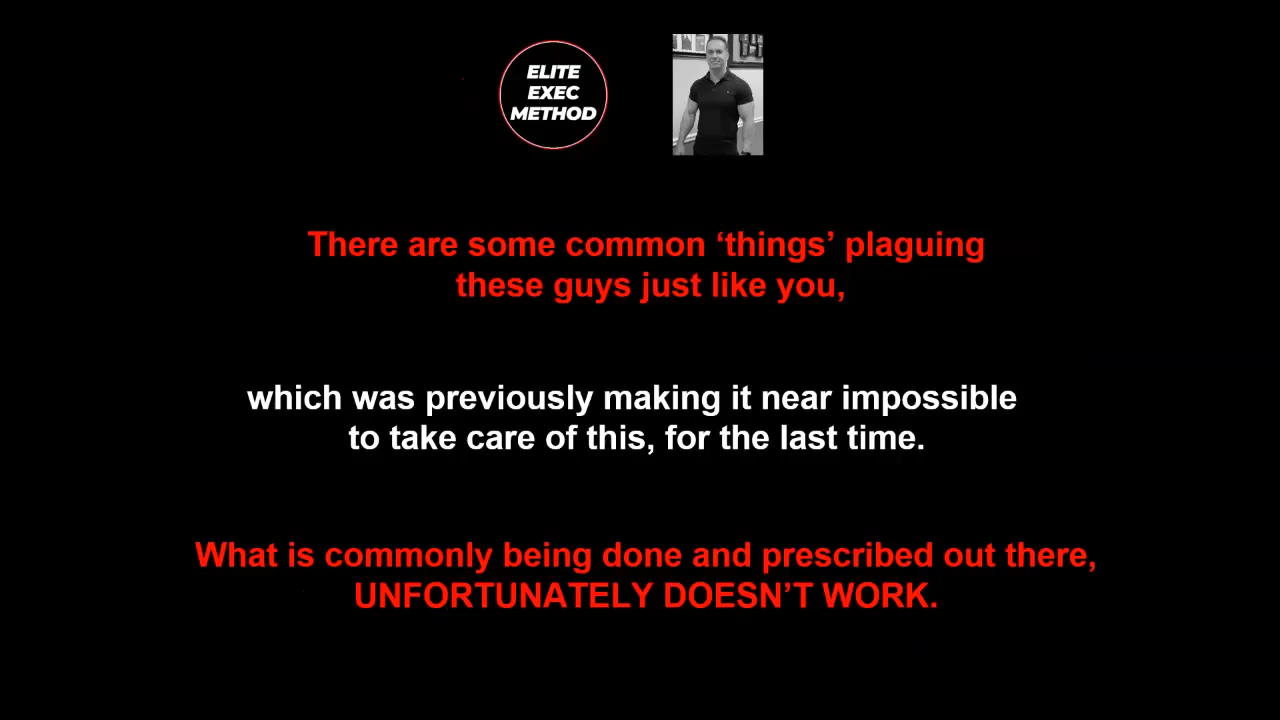 ELITE
EXEC
METHOD
There are some common ‘things’ plaguing
these guys just like you,
which was previously making it near impossible
to take care of this, for the last time.
What is commonly being done and prescribed out there,
UNFORTUNATELY DOESN’T WORK.